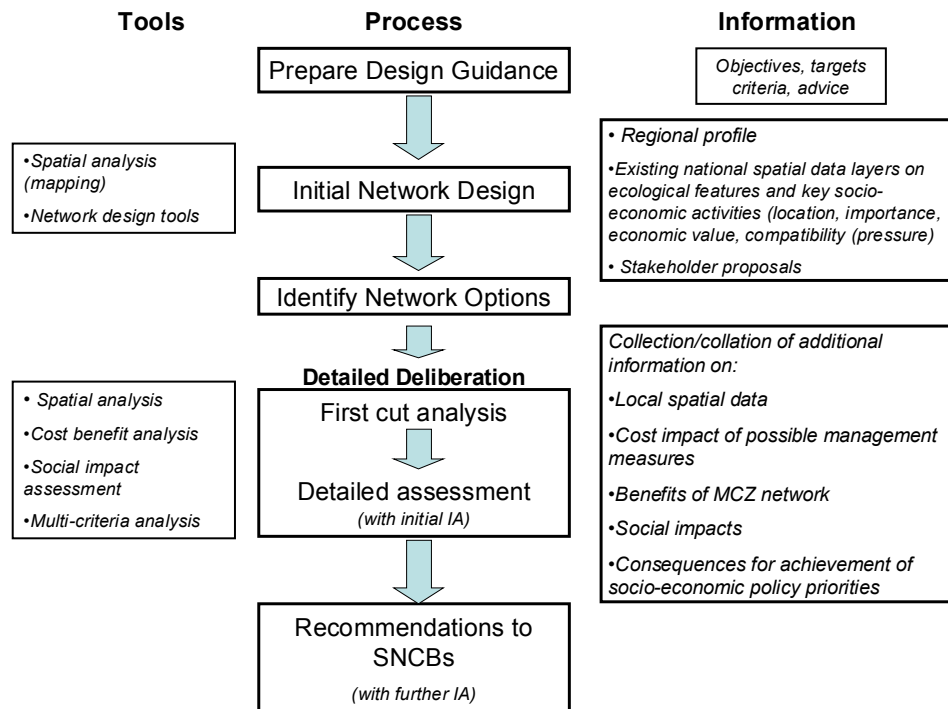 Tools
Process
Information
Prepare Design Guidance
Objectives, targets
criteria, advice
•Spatial analysis
(mapping)
•Network design tools
Initial Network Design
• Regional profile
•Existing national spatial data layers on
ecological features and key socio-
economic activities (location, importance,
economic value, compatibility (pressure)
• Stakeholder proposals
Identify Network Options
Detailed Deliberation
• Spatial analysis
•Cost benefit analysis
•Social impact
assessment
•Multi-criteria analysis
First cut analysis
Detailed assessment
(with initial IA)
Collection/collation of additional
information on:
•Local spatial data
•Cost impact of possible management
measures
•Benefits of MCZ network
•Social impacts
•Consequences for achievement of
socio-economic policy priorities
Recommendations to
SNCBs
(with further IA)